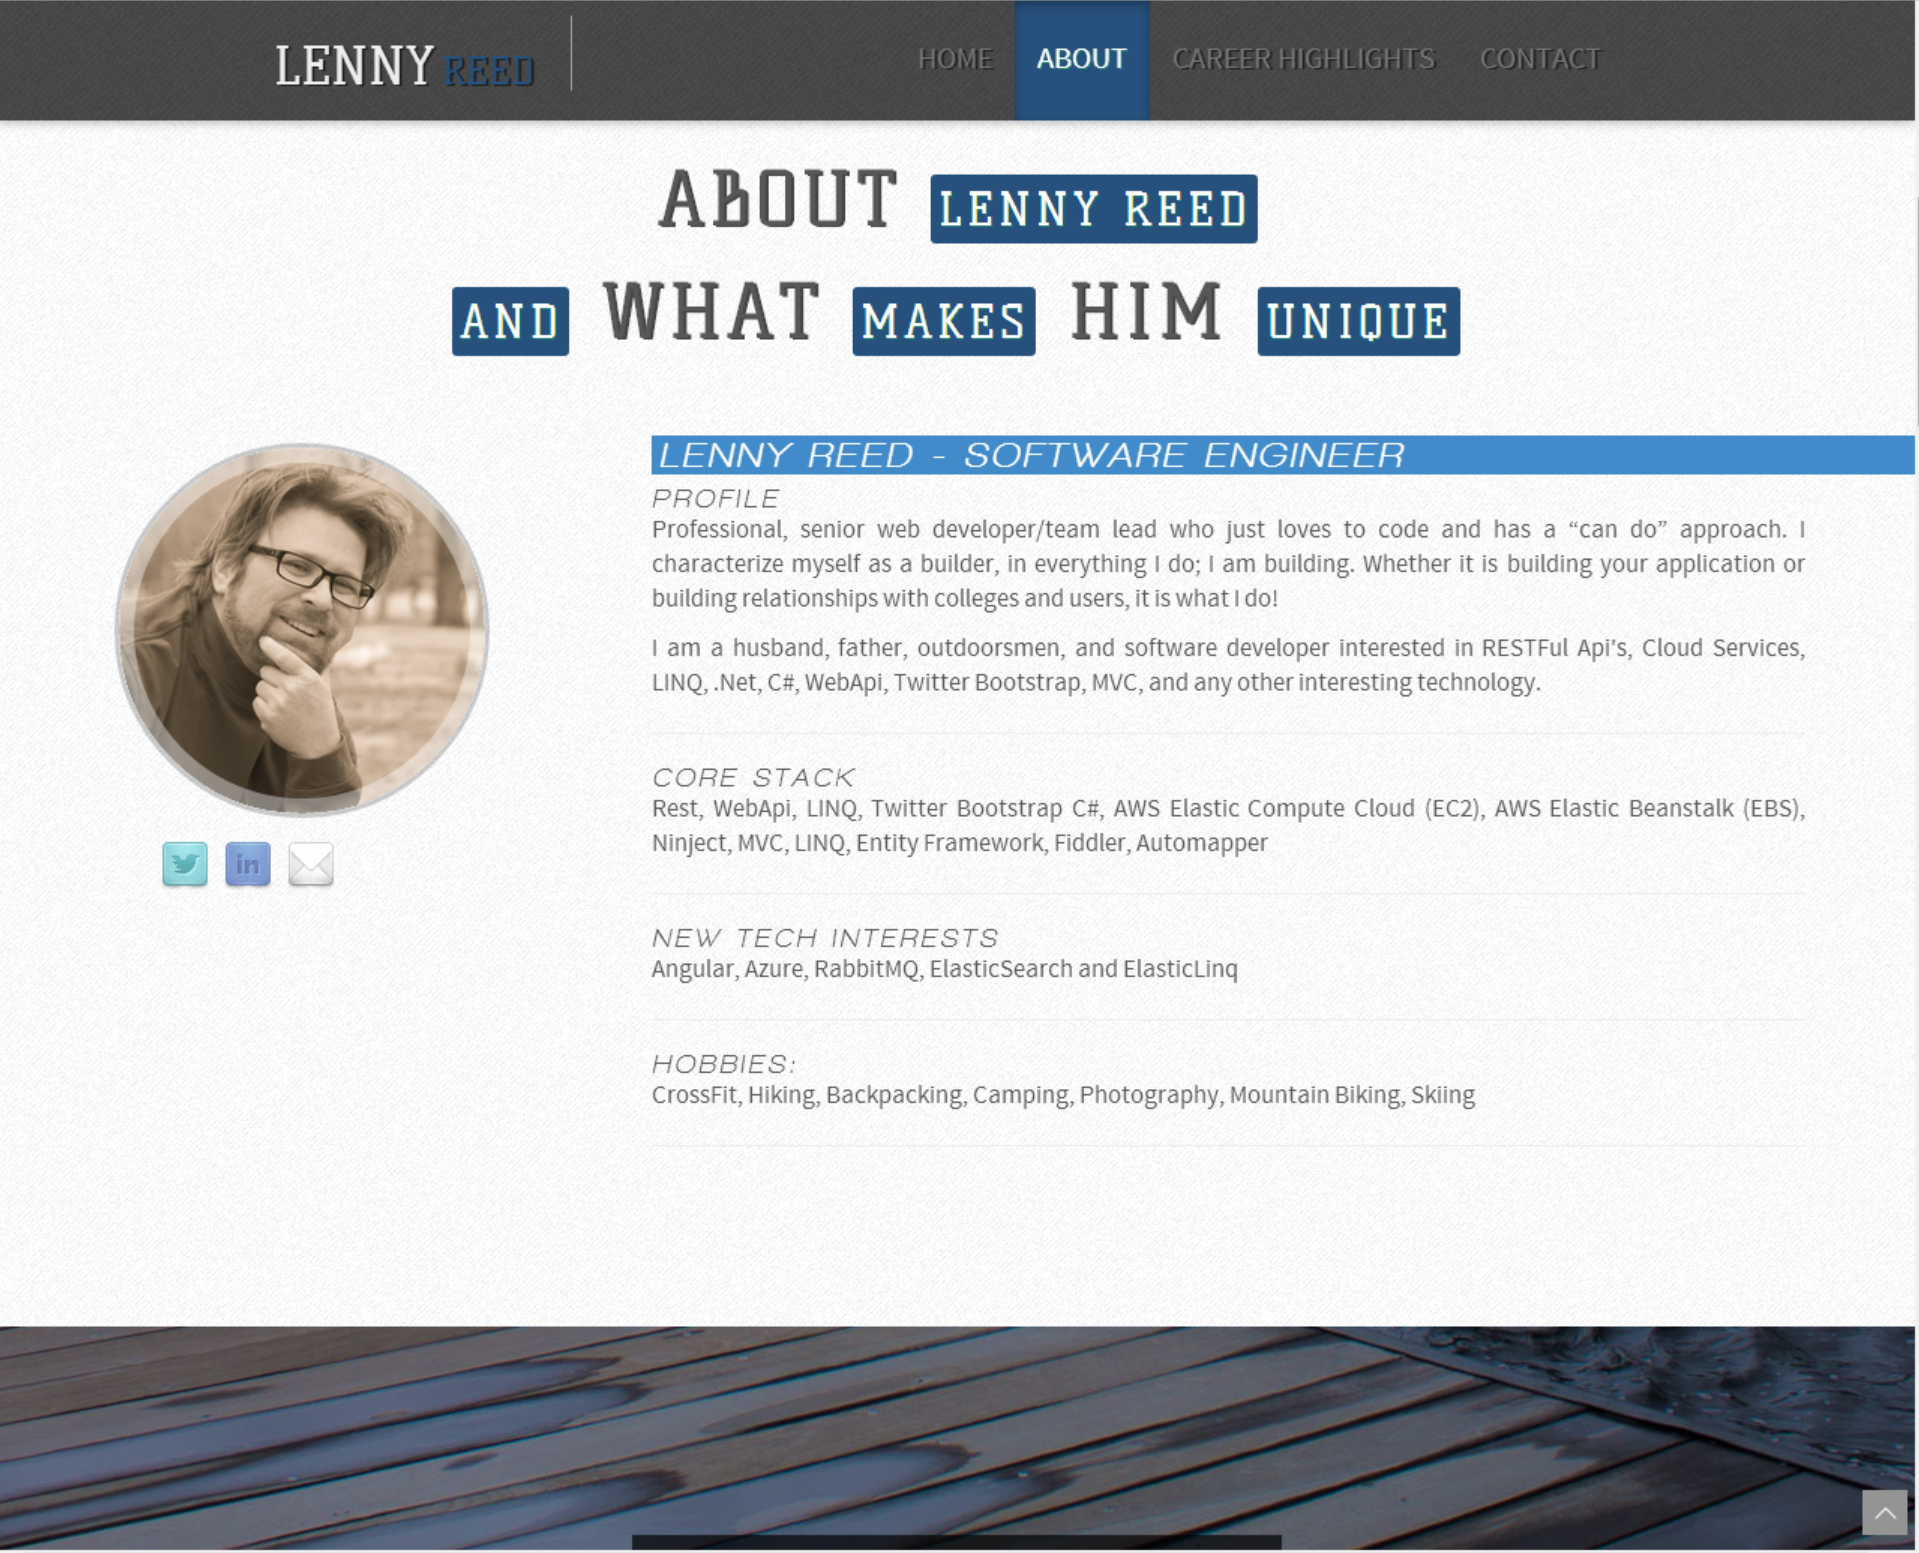 LENNY REED
HOME ABOUT CAREER HIGHLIGHTS CONTACT
ABOUT LENNY REED
AND WHAT MAKES HIM UNIQUE
LENNY REED - SOFTWARE ENGINEER
PROFILE
Professional, senior web developer/team lead who just loves to code and has a “can do” approach. I
characterize myself as a builder, in everything I do; I am building. Whether it is building your application or
building relationships with colleges and users, it is what I do!
I am a husband, father, outdoorsmen, and software developer interested in RESTFul Api's, Cloud Services,
LINQ, .Net, C#, WebApi, Twitter Bootstrap, MVC, and any other interesting technology.
CORE STACK
Rest, WebApi, LINQ, Twitter Bootstrap C#, AWS Elastic Compute Cloud (EC2), AWS Elastic Beanstalk (EBS),
Ninject, MVC, LINQ, Entity Framework, Fiddler, Automapper
in
NEW TECH INTERESTS
Angular, Azure, RabbitMQ, ElasticSearch and ElasticLinq
HOBBIES:
CrossFit, Hiking, Backpacking, Camping, Photography, Mountain Biking, Skiing